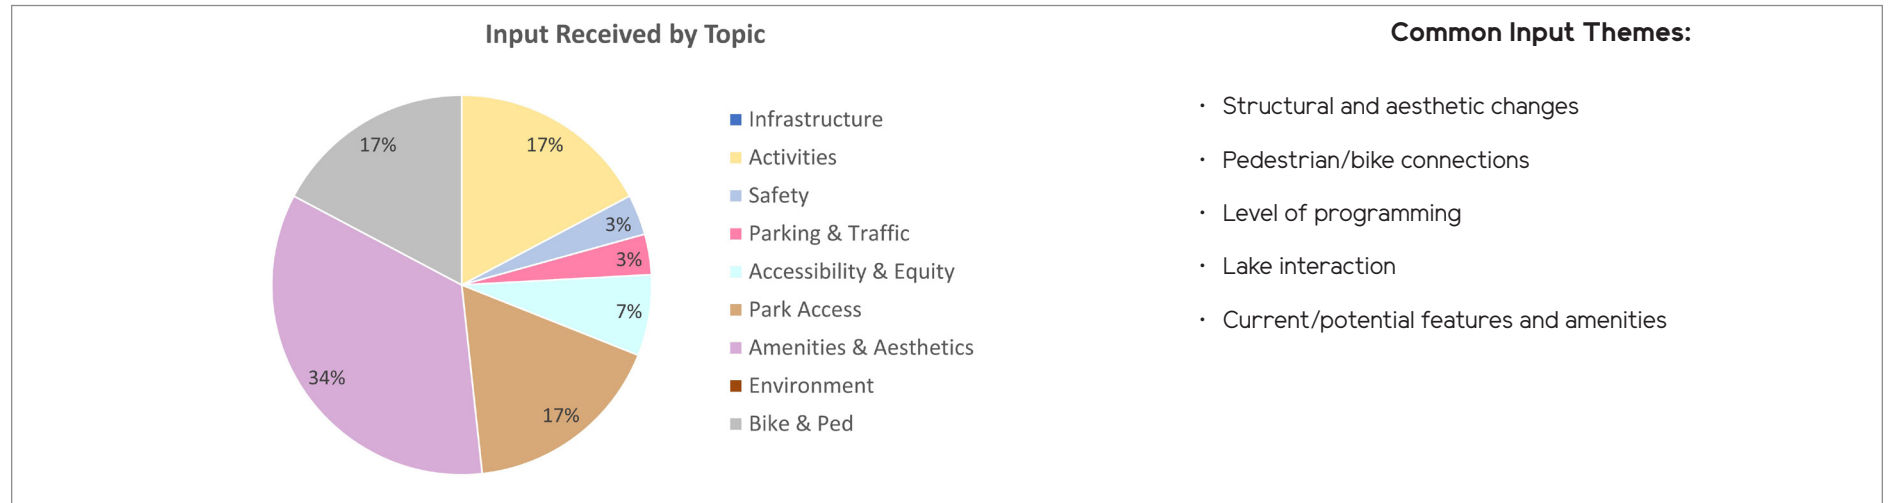 Input Received by Topic
17%
17%
3%
3%
7%
17%
34%
Infrastructure
Activities
Safety
Parking & Traffic
Accessibility & Equity
Park Access
Amenities & Aesthetics
Environment
Bike & Ped
Common Input Themes:
· Structural and aesthetic changes
· Pedestrian/bike connections
· Level of programming
· Lake interaction
· Current/potential features and amenities